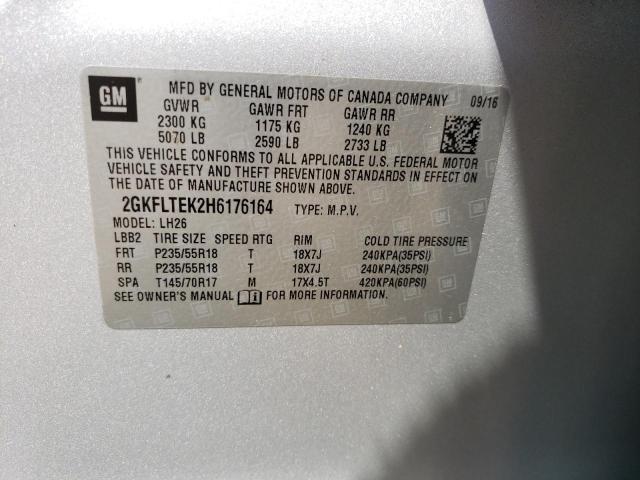 GM
MFD BY GENERAL MOTORS OF CANADA COMPANY 09/16
GVWR GAWR FRT GAWR RR
2300 KG 1175 KG 1240 KG
5070 LB 2590 LB 2733 LB
THIS VEHICLE CONFORMS TO ALL APPLICABLE U.S. FEDERAL MOTOR
VEHICLE SAFETY AND THEFT PREVENTION STANDARDS IN EFFECT ON
THE DATE OF MANUFACTURE SHOWN ABOVE.
2GKFLTEK2H6176164 TYPE: M.P.V.
MODEL: LH26
LBB2 TIRE SIZE SPEED RTG RIM COLD TIRE PRESSURE
FRT P235/55R18 T 18X7J 240KPA(35PSI)
RR P235/55R18 T 18X7J 240KPA(35PSI)
SPA T145/70R17 M 17X4.5T 420KPA(60PSI)
SEE OWNER'S MANUAL FOR MORE INFORMATION.